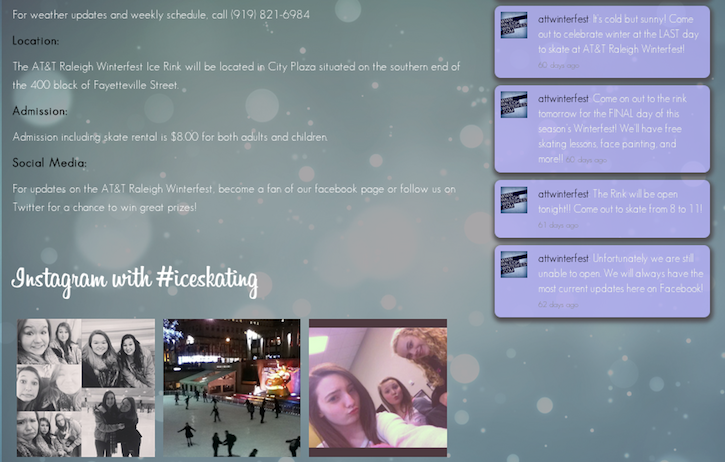 For weather updates and weekly schedule, call (919) 821-6984
Location:
The AT&T Raleigh Winterfest Ice Rink will be located in City Plaza situated on the southern end of
the 400 block of Fayetteville Street.
Admission:
Admission including skate rental is $8.00 for both adults and children.
Social Media:
For updates on the AT&T Raleigh Winterfest, become a fan of our facebook page or follow us on
Twitter for a chance to win great prizes!
Instagram with #iceskating
attwinterfest It's cold but sunny! Come
out to celebrate winter at the LAST day
to skate at AT&T Raleigh Winterfest!
60 days ago
attwinterfest Come on out to the rink
tomorrow for the FINAL day of this
season's Winterfest! We'll have free
skating lessons, face painting, and
more!! 60 days ago
attwinterfest The Rink will be open
tonight!! Come out to skate from 8 to 11!
61 days ago
attwinterfest Unfortunately we are still
unable to open. We will always have the
most current updates here on Facebook!
62 days ago